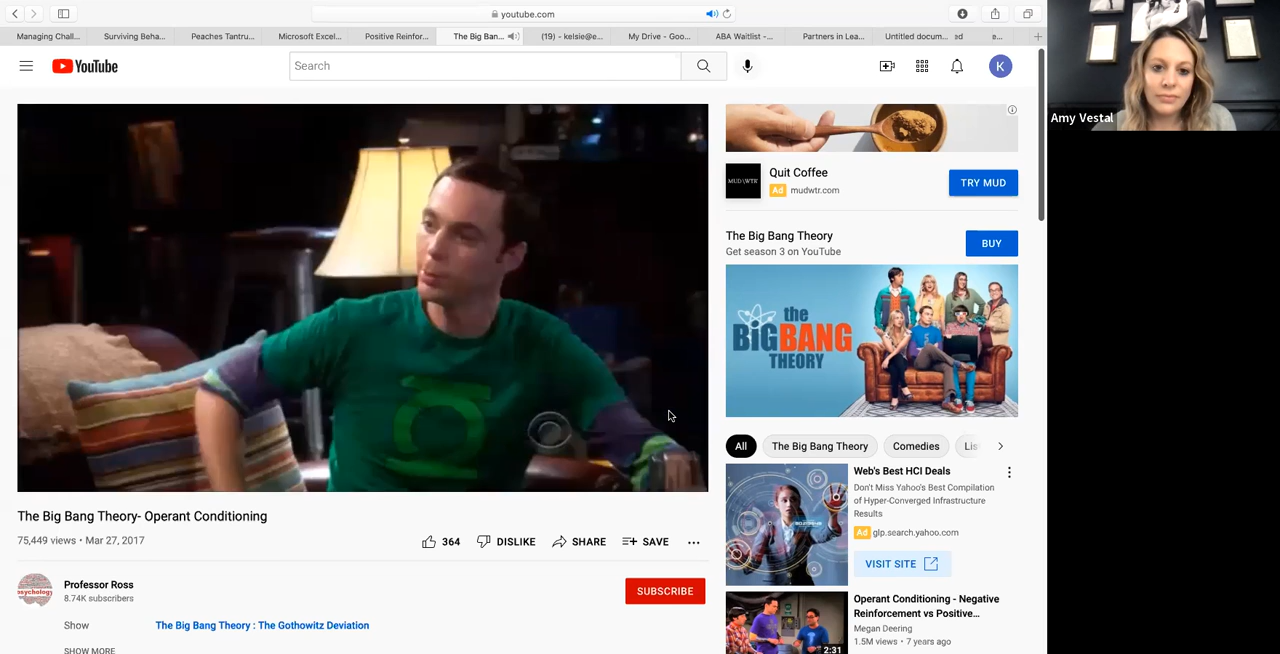 youtube.com
Managing Chall...
Surviving Beha...
Peaches Tantru...
Microsoft Excel...
Positive Reinfor...
The Big Ban...
(19) - kelsie@e...
My Drive - Goo...
ABA Waitlist -...
Partners in Lea...
Untitled docum...
ed
e...
YouTube
Search
K
Amy Vestal
MUD\WTR
Quit Coffee
Ad mudwtr.com
TRY MUD
The Big Bang Theory
Get season 3 on YouTube
BUY
the
BIG BANG
THEORY
All
The Big Bang Theory
Comedies
Lis
Web's Best HCI Deals
Don't Miss Yahoo's Best Compilation
of Hyper-Converged Infrastructure
Results
Ad glp.search.yahoo.com
VISIT SITE
Operant Conditioning - Negative
Reinforcement vs Positive...
Megan Deering
1.5M views • 7 years ago
2:31
The Big Bang Theory- Operant Conditioning
75,449 views • Mar 27, 2017
364
DISLIKE
SHARE
SAVE
psychology
Professor Ross
8.74K subscribers
SUBSCRIBE
Show
The Big Bang Theory : The Gothowitz Deviation
SHOW MORE